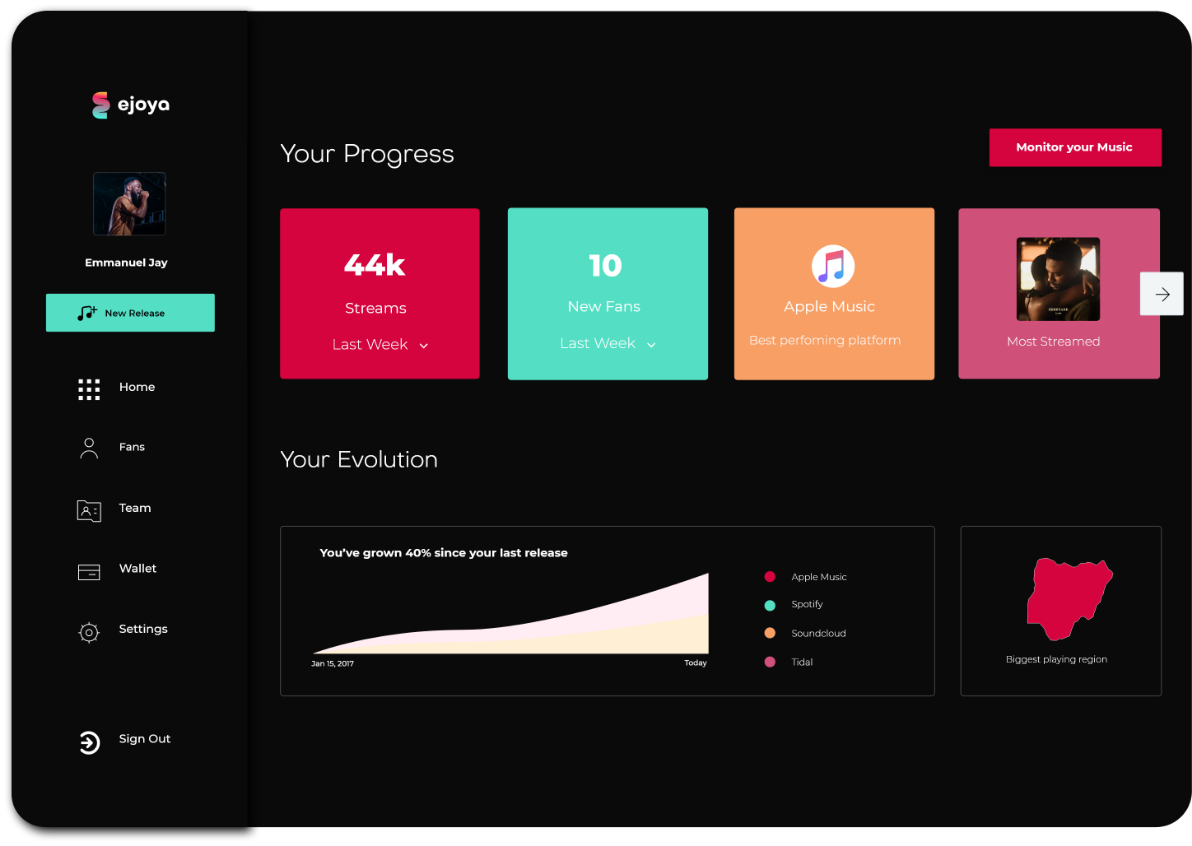 ejoya
Emmanuel Jay
New Release
Home
Fans
Team
Wallet
Settings
Sign Out
Your Progress
Monitor your Music
44k
Streams
Last Week
10
New Fans
Last Week
Apple Music
Best perfoming platform
Most Streamed
Your Evolution
You’ve grown 40% since your last release
Jan 15, 2017
Today
Apple Music
Spotify
Soundcloud
Tidal
Biggest playing region